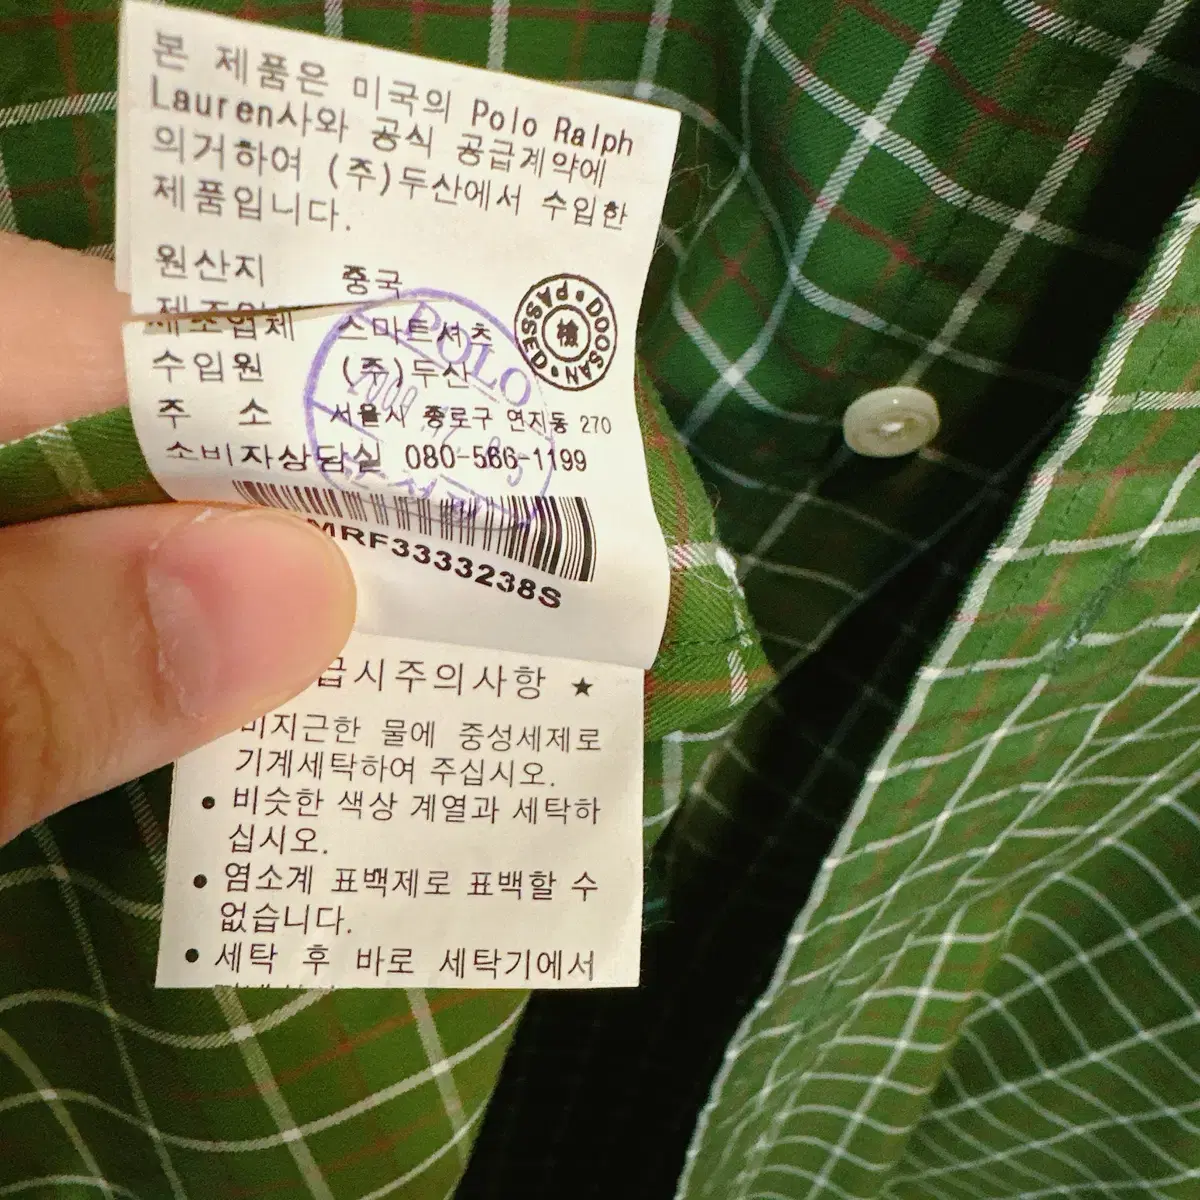 본 제품은 미국의 Polo Ralph
Lauren사와 공식 공급계약에
의거하여 (주)두산에서 수입한
제품입니다.
원산지 중국
제조업체 스마트셔츠
수입원 (주)두산
주 소 서울시 종로구 연지동 270
소비자상담실 080-566-1199
DOOSAN PASSED
檢
POLO
MRF3333238S
급시주의사항 ★
미지근한 물에 중성세제로
기계세탁하여 주십시오.
● 비슷한 색상 계열과 세탁하
십시오.
● 염소계 표백제로 표백할 수
없습니다.
● 세탁 후 바로 세탁기에서